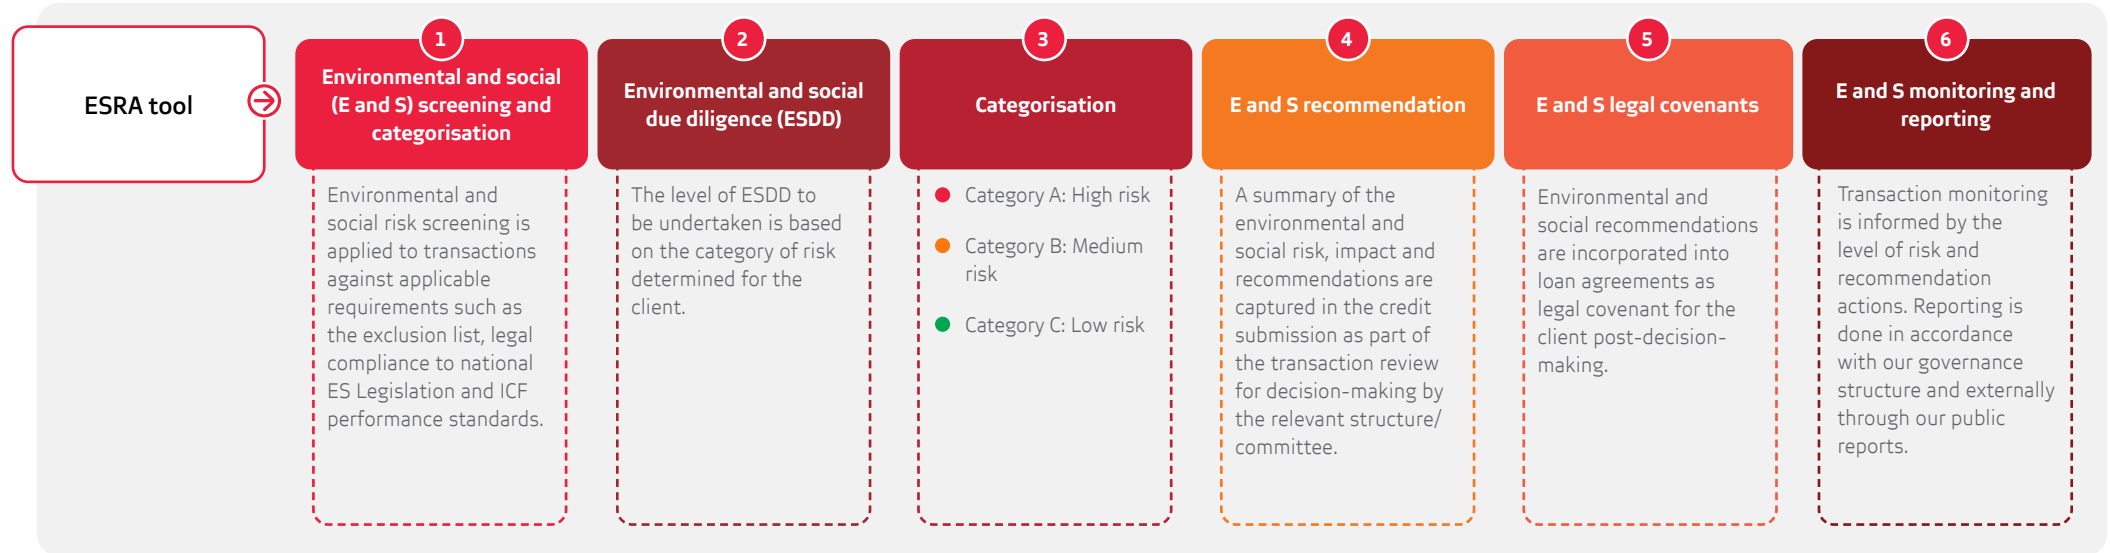 ESRA tool
1
Environmental and social
(E and S) screening and
categorisation
Environmental and
social risk screening is
applied to transactions
against applicable
requirements such as
the exclusion list, legal
compliance to national
ES Legislation and ICF
performance standards.
2
Environmental and social
due diligence (ESDD)
The level of ESDD to
be undertaken is based
on the category of risk
determined for the
client.
3
Categorisation
Category A: High risk
Category B: Medium
risk
Category C: Low risk
4
E and S recommendation
A summary of the
environmental and
social risk, impact and
recommendations are
captured in the credit
submission as part of
the transaction review
for decision-making by
the relevant structure/
committee.
5
E and S legal covenants
Environmental and
social recommendations
are incorporated into
loan agreements as
legal covenant for the
client post-decision-
making.
6
E and S monitoring and
reporting
Transaction monitoring
is informed by the
level of risk and
recommendation
actions. Reporting is
done in accordance
with our governance
structure and externally
through our public
reports.